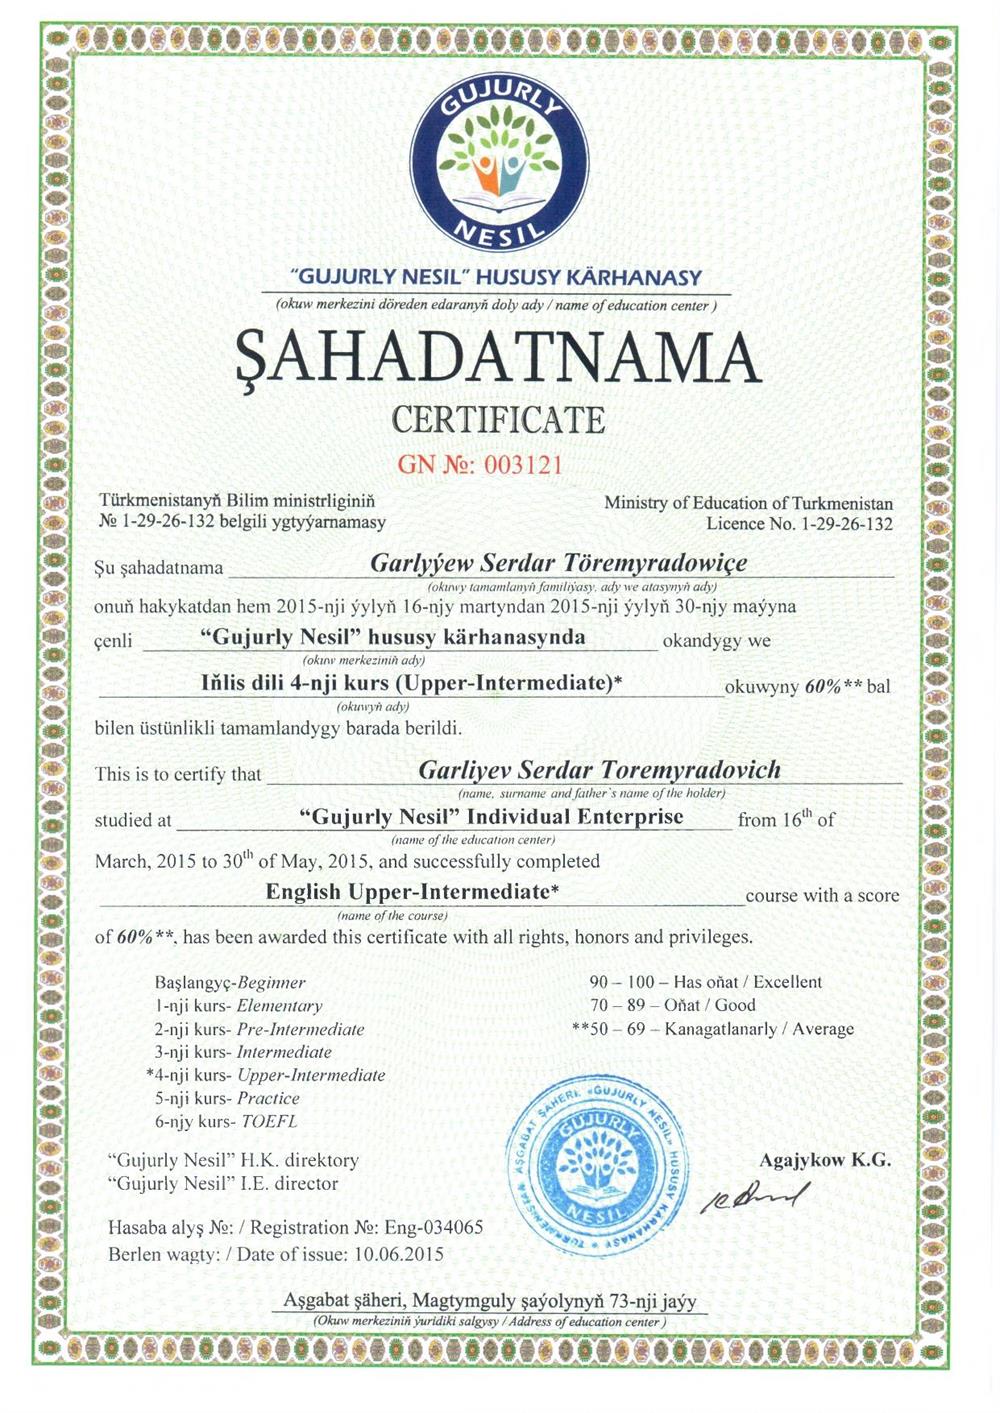 GUJURLY
NESIL
"GUJURLY NESIL" HUSUSY KÄRHANASY
(okuw merkezini döreden edaranyň doly ady / name of education center )
ŞAHADATNAMA
CERTIFICATE
GN №: 003121
Türkmenistanyň Bilim ministrliginiň
№ 1-29-26-132 belgili ygtyýarnamasy
Ministry of Education of Turkmenistan
Licence No. 1-29-26-132
Şu şahadatnama Garlyýew Serdar Töremyradowiçe
(okuwy tamamlanyň familiýasy, ady we atasynyň ady)
onuň hakykatdan hem 2015-nji ýylyň 16-njy martyndan 2015-nji ýylyň 30-njy maýyna
çenli "Gujurly Nesil" hususy kärhanasynda okandygy we
(okuw merkeziniň ady)
Iňlis dili 4-nji kurs (Upper-Intermediate)* okuwyny 60%** bal
(okuwyň ady)
bilen üstünlikli tamamlandygy barada berildi.
This is to certify that Garliyev Serdar Toremyradovich
(name, surname and father`s name of the holder)
studied at "Gujurly Nesil" Individual Enterprise from 16th of
(name of the education center)
March, 2015 to 30th of May, 2015, and successfully completed
English Upper-Intermediate* course with a score
(name of the course)
of 60%**, has been awarded this certificate with all rights, honors and privileges.
Başlangyç-Beginner
1-nji kurs- Elementary
2-nji kurs- Pre-Intermediate
3-nji kurs- Intermediate
*4-nji kurs- Upper-Intermediate
5-nji kurs- Practice
6-njy kurs- TOEFL
90 – 100 – Has oňat / Excellent
70 – 89 – Oňat / Good
**50 – 69 – Kanagatlanarly / Average
"Gujurly Nesil" H.K. direktory
"Gujurly Nesil" I.E. director
TÜRKMENISTAN AŞGABAT ŞÄHERI. «GUJURLY NESIL» HUSUSY KÄRHANASY
GUJURLY
NESIL
Agajykow K.G.
Hasaba alyş №: / Registration №: Eng-034065
Berlen wagty: / Date of issue: 10.06.2015
Aşgabat şäheri, Magtymguly şaýolynyň 73-nji jaýy
(Okuw merkeziniň ýuridiki salgysy / Address of education center )